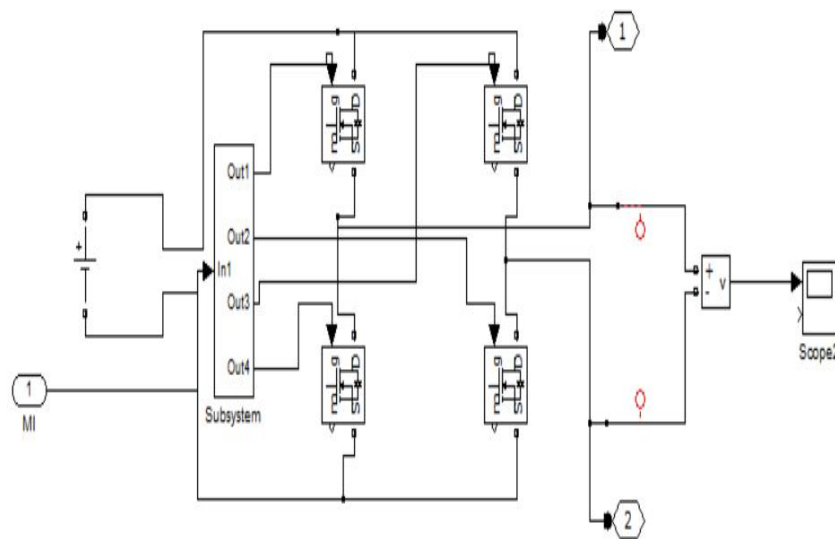 1
g
D
m
S
g
D
m
S
Out1
Out2
+
In1
+
-
v
Out3
Scope2
Out4
g
D
m
S
g
D
m
S
1
MI
Subsystem
2